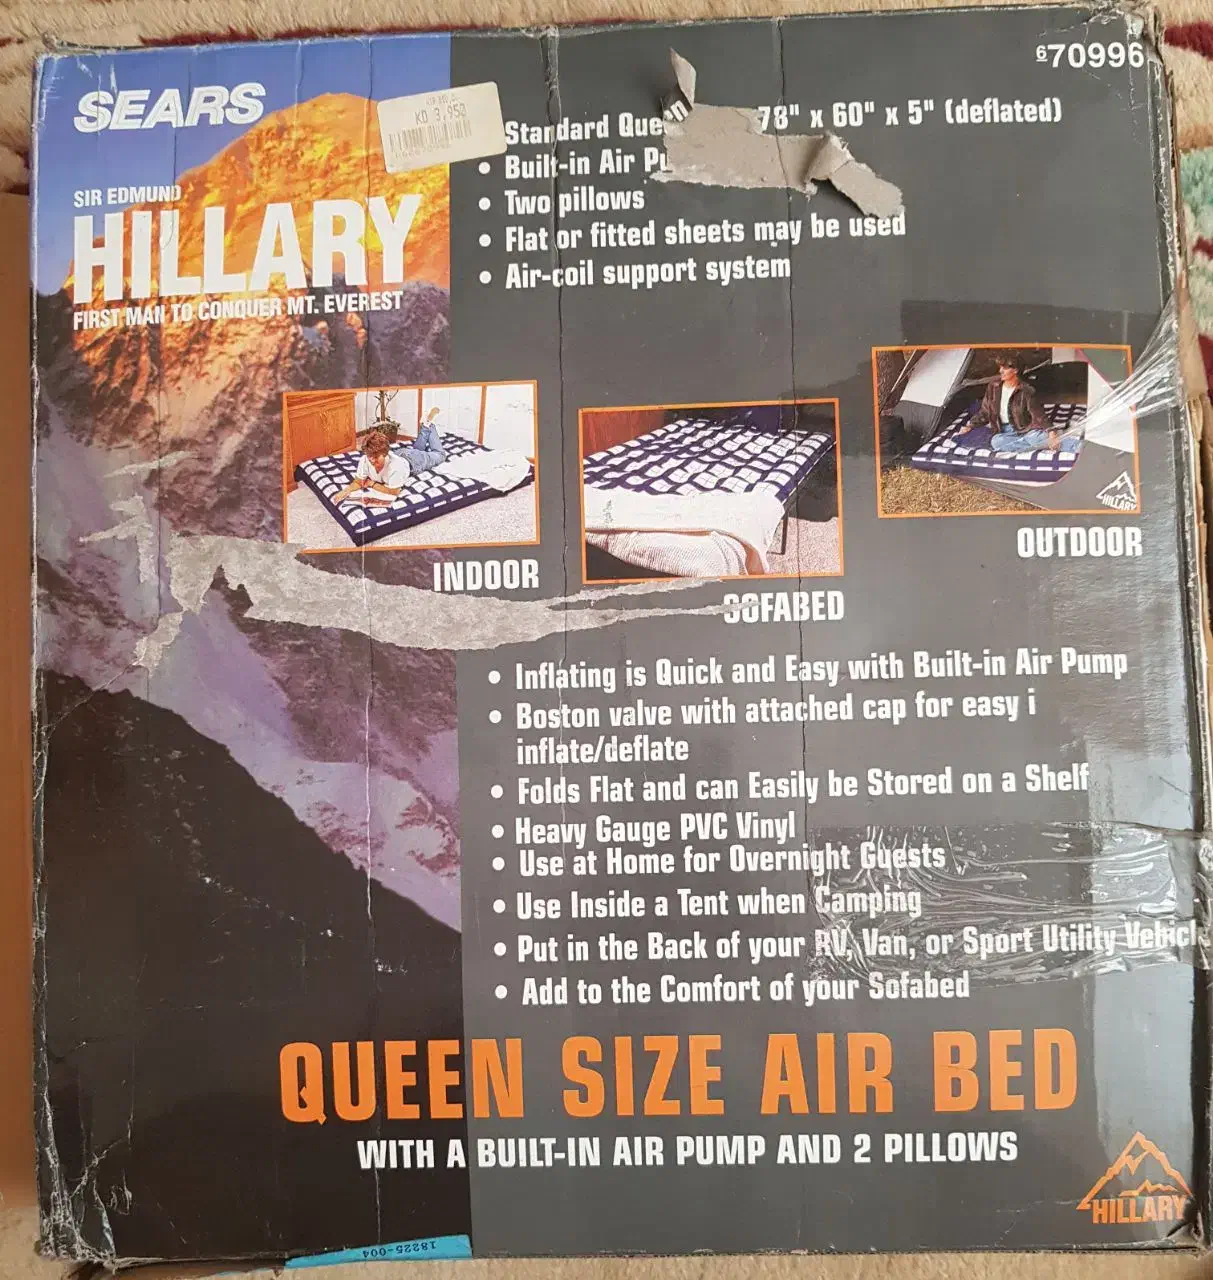 670996
SEARS
KD 3.950
SIR EDMUND
HILLARY
FIRST MAN TO CONQUER MT. EVEREST
Standard 78" x 60" x 5" (deflated)
• Built-in Air
• Two pillows
• Flat or fitted sheets may be used
• Air-coil support system
INDOOR
SOFABED
OUTDOOR
HILLARY
• Inflating is Quick and Easy with Built-in Air Pump
• Boston valve with attached cap for easy i
inflate/deflate
• Folds Flat and can Easily be Stored on a Shelf
• Heavy Gauge PVC Vinyl
• Use at Home for Overnight Guests
• Use Inside a Tent when Camping
• Put in the Back of your RV, Van, or Sport Utility Vehicl
• Add to the Comfort of your Sofabed
QUEEN SIZE AIR BED
WITH A BUILT-IN AIR PUMP AND 2 PILLOWS
HILLARY
18225-004